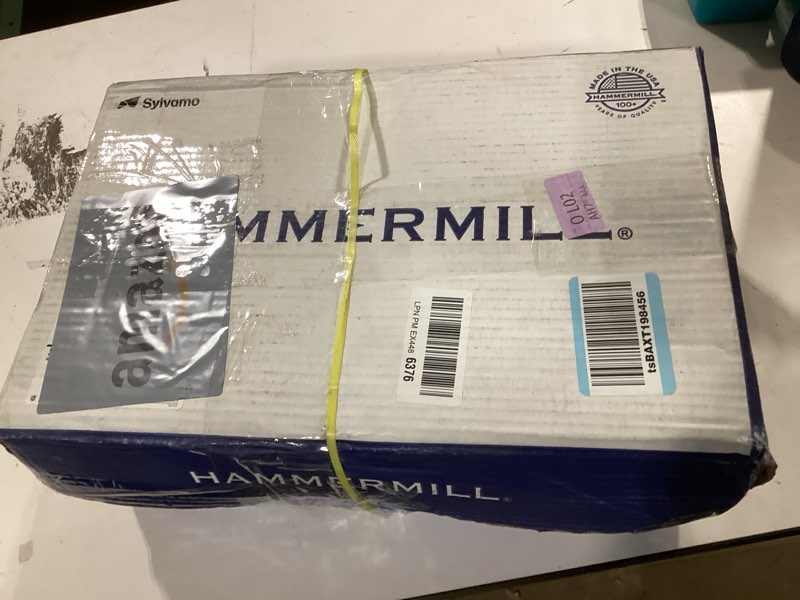 Sylvamo
MADE IN THE USA
HAMMERMILL
100+
YEARS OF QUALITY
MMERMILL®
O L02
amazon
LPN PM EX448 6376
tsBAXT198456
HAMMERMILL